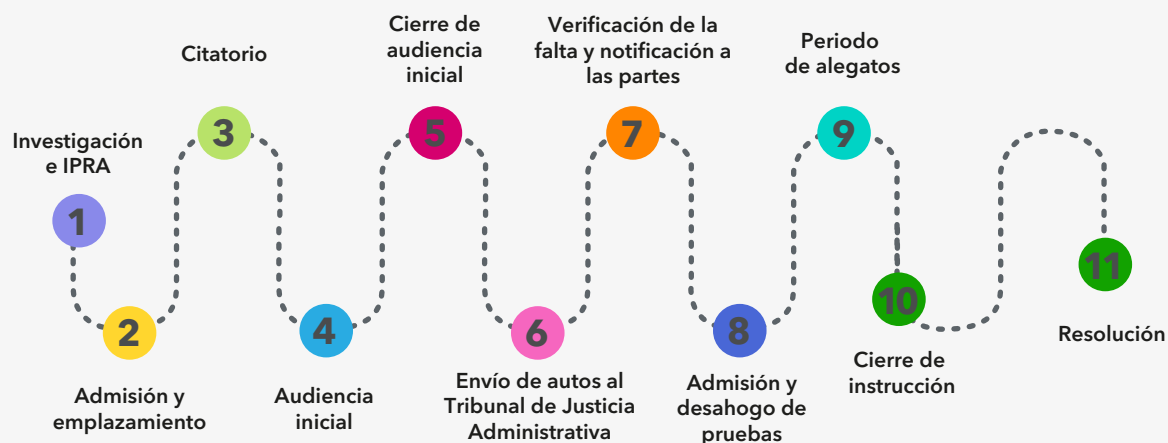 1
Investigación
e IPRA
2
Admisión y
emplazamiento
3
Citatorio
4
Audiencia
inicial
5
Cierre de
audiencia
inicial
6
Envío de autos al
Tribunal de Justicia
Administrativa
7
Verificación de la
falta y notificación a
las partes
8
Admisión y
desahogo de
pruebas
9
Periodo
de alegatos
10
Cierre de
instrucción
11
Resolución